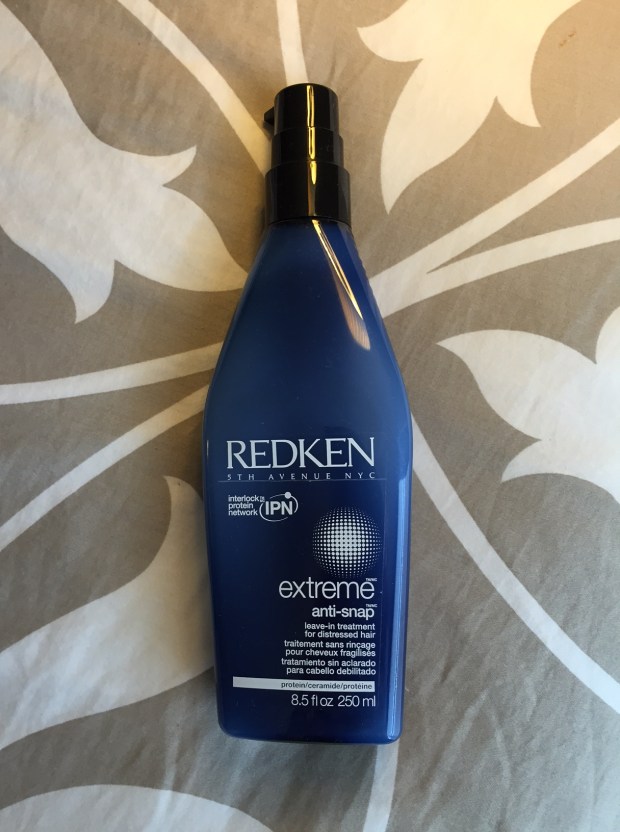 REDKEN
5TH AVENUE NYC
interlock
protein
network
IPN
extreme
anti-snap
leave-in treatment
for distressed hair
traitement sans rinçage
pour cheveux fragilisés
tratamiento sin aclarado
para cabello debilitado
protein/ceramide/protéine
8.5 fl oz 250 ml